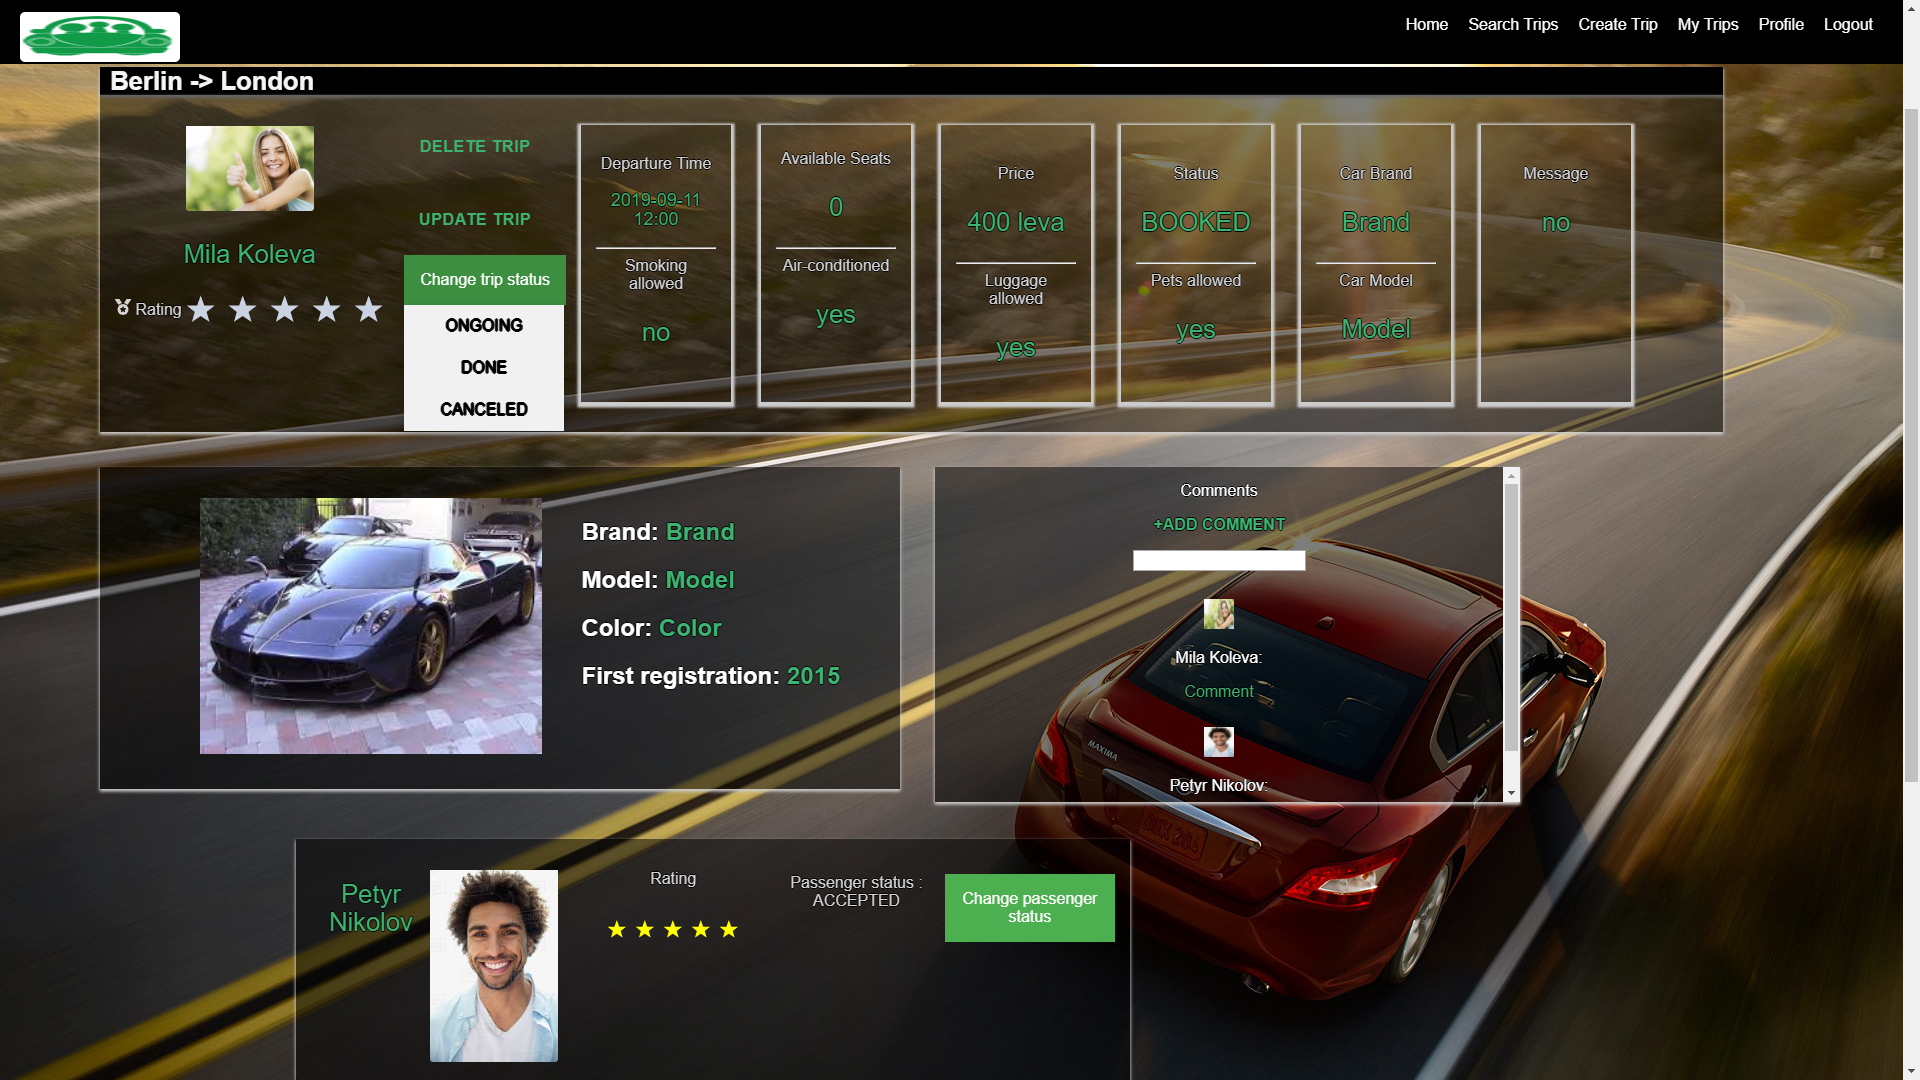 Home Search Trips Create Trip My Trips Profile Logout
Berlin -> London
Mila Koleva
Rating
DELETE TRIP
UPDATE TRIP
Change trip status
ONGOING
DONE
CANCELED
Departure Time
2019-09-11
12:00
Smoking
allowed
no
Available Seats
0
Air-conditioned
yes
Price
400 leva
Luggage
allowed
yes
Status
BOOKED
Pets allowed
yes
Car Brand
Brand
Car Model
Model
Message
no
Brand: Brand
Model: Model
Color: Color
First registration: 2015
Comments
+ADD COMMENT
Mila Koleva:
Comment
Petyr Nikolov:
MAXIMA
Petyr
Nikolov
Rating
Passenger status :
ACCEPTED
Change passenger
status